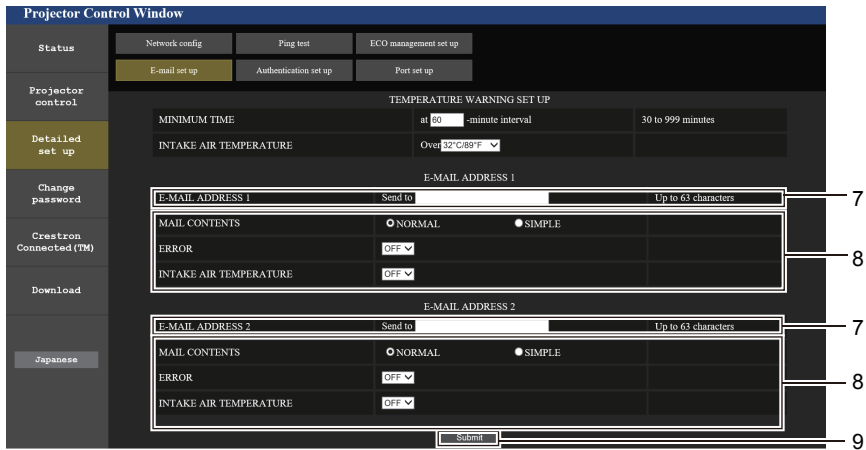 Projector Control Window
Status
Network config
Ping test
ECO management set up
E-mail set up
Authentication set up
Port set up
Projector
control
Detailed
set up
Change
password
Crestron
Connected(TM)
Download
Japanese
TEMPERATURE WARNING SET UP
MINIMUM TIME at 60 -minute interval 30 to 999 minutes
INTAKE AIR TEMPERATURE Over 32°C/89°F
E-MAIL ADDRESS 1
E-MAIL ADDRESS 1 Send to Up to 63 characters 7
MAIL CONTENTS NORMAL SIMPLE
ERROR OFF 8
INTAKE AIR TEMPERATURE OFF
E-MAIL ADDRESS 2
E-MAIL ADDRESS 2 Send to Up to 63 characters 7
MAIL CONTENTS NORMAL SIMPLE
ERROR OFF 8
INTAKE AIR TEMPERATURE OFF
Submit 9